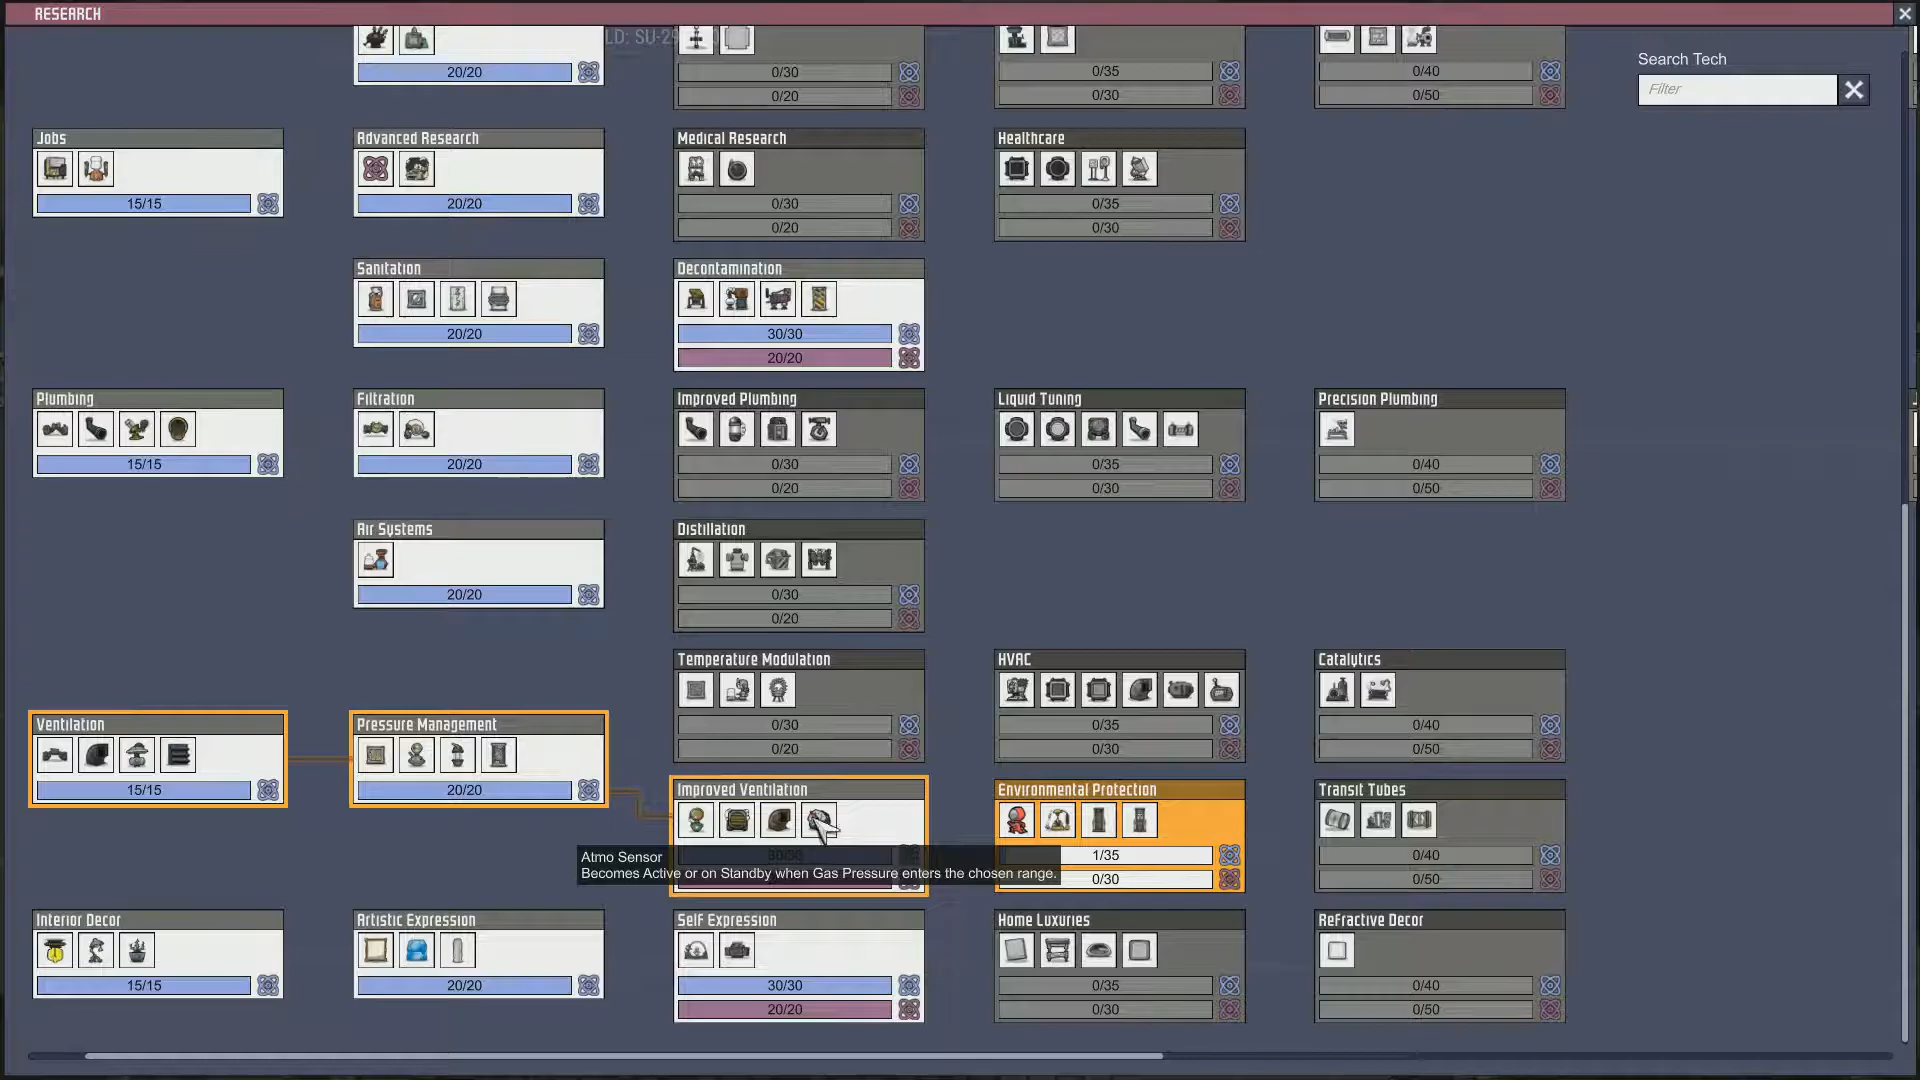 RESEARCH
LD: SU-29
Search Tech
Filter
20/20
0/30
0/20
0/35
0/30
0/40
0/50
Jobs
15/15
Advanced Research
20/20
Medical Research
0/30
0/20
Healthcare
0/35
0/30
Sanitation
20/20
Decontamination
30/30
20/20
Plumbing
15/15
Filtration
20/20
Improved Plumbing
0/30
0/20
Liquid Tuning
0/35
0/30
Precision Plumbing
0/40
0/50
Air Systems
20/20
Distillation
0/30
0/20
Temperature Modulation
0/30
0/20
HVAC
0/35
0/30
Catalytics
0/40
0/50
Ventilation
15/15
Pressure Management
20/20
Improved Ventilation
30/30
Atmo Sensor
Becomes Active or on Standby when Gas Pressure enters the chosen range.
Environmental Protection
1/35
0/30
Transit Tubes
0/40
0/50
Interior Decor
15/15
Artistic Expression
20/20
Self Expression
30/30
20/20
Home Luxuries
0/35
0/30
Refractive Decor
0/40
0/50